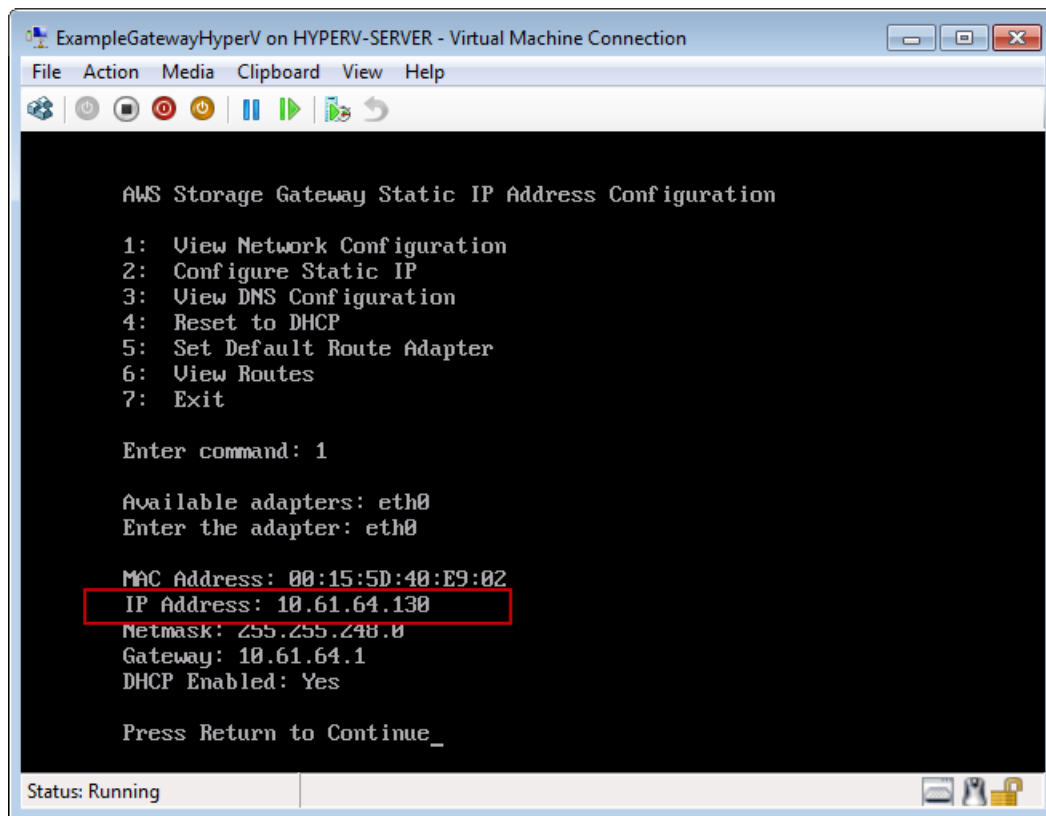 ExampleGatewayHyperV on HYPERV-SERVER - Virtual Machine Connection
File Action Media Clipboard View Help
AWS Storage Gateway Static IP Address Configuration
1: View Network Configuration
2: Configure Static IP
3: View DNS Configuration
4: Reset to DHCP
5: Set Default Route Adapter
6: View Routes
7: Exit
Enter command: 1
Available adapters: eth0
Enter the adapter: eth0
MAC Address: 00:15:5D:40:E9:02
IP Address: 10.61.64.130
Netmask: 255.255.248.0
Gateway: 10.61.64.1
DHCP Enabled: Yes
Press Return to Continue_
Status: Running